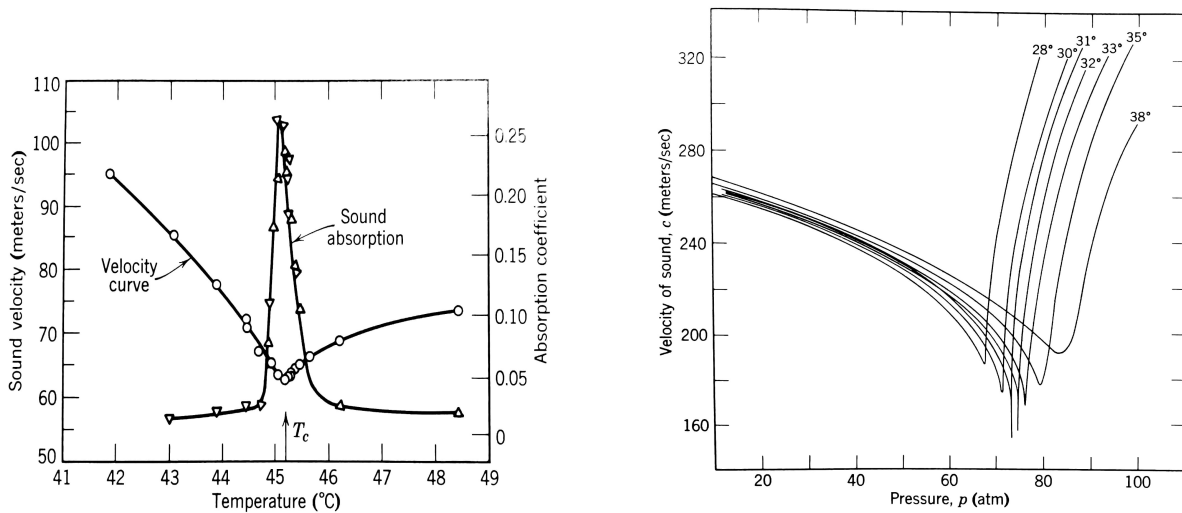 110
100
90
80
70
60
50
Sound velocity (meters/sec)
Velocity
curve
Sound
absorption
T_c
0.25
0.20
0.15
0.10
0.05
0
Absorption coefficient
41 42 43 44 45 46 47 48 49
Temperature (°C)
320
280
240
200
160
Velocity of sound, c (meters/sec)
28° 30° 31° 32° 33° 35° 38°
20 40 60 80 100
Pressure, p (atm)